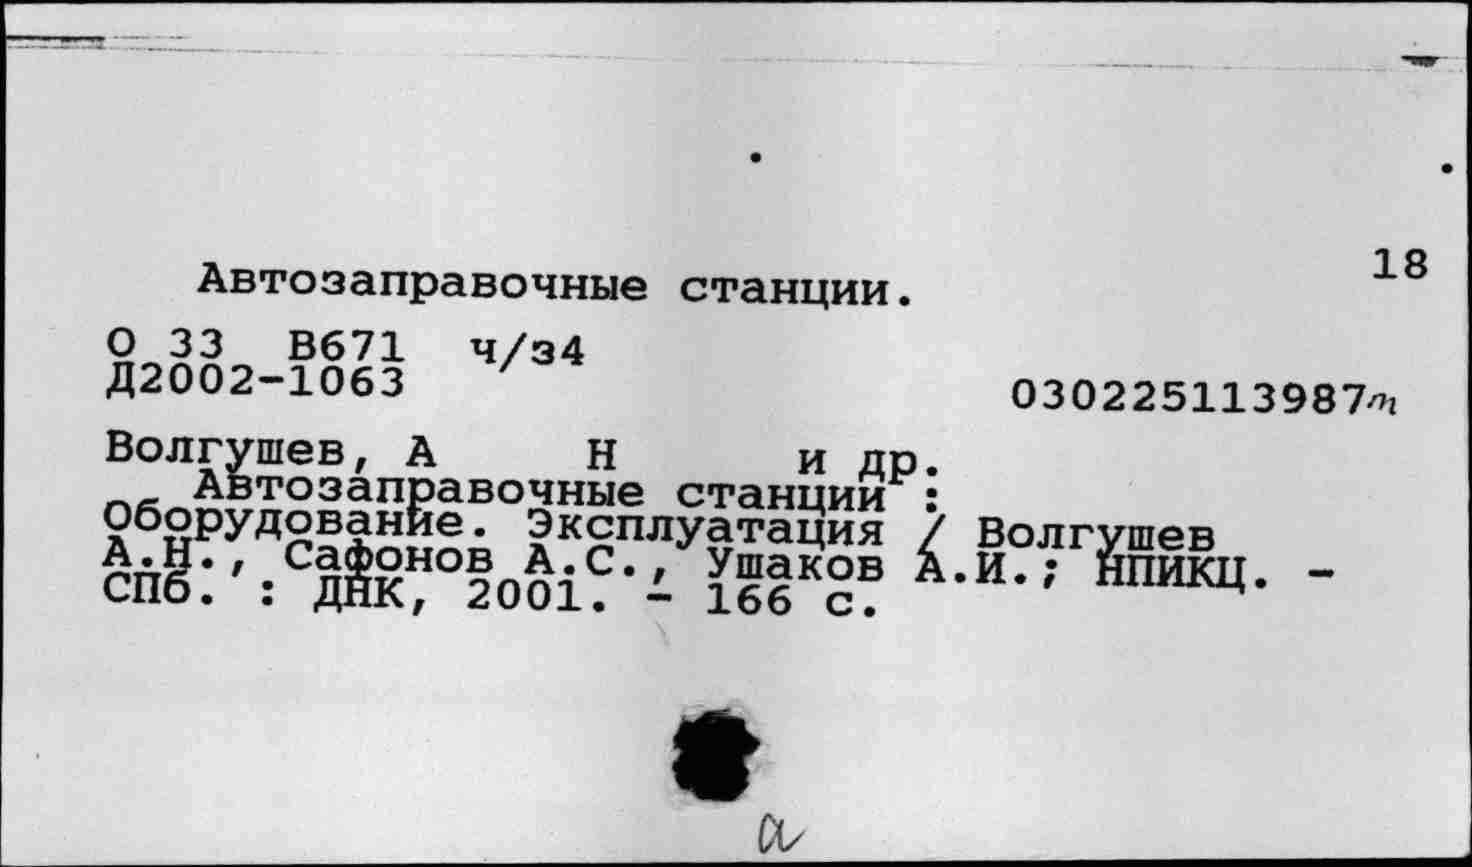 18
Автозаправочные станции.
О 33 В671 ч/з4
Д2002-1063
030225113987т
Волгушев, А Н и др.
Автозаправочные станции :
Оборудование. Эксплуатация / Волгушев
А.Н., Сафонов А.С., Ушаков А.И.; НПИКЦ. -
СПб. : ДНК, 2001. - 166 с.